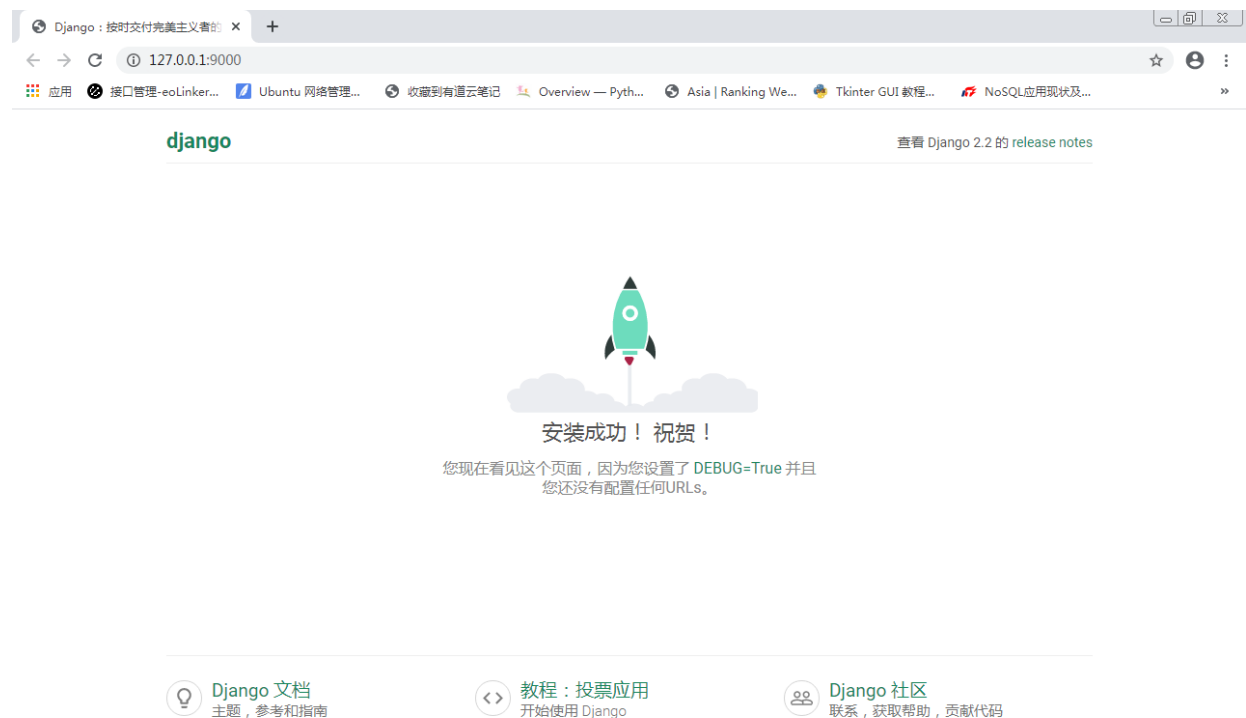 Django：按时交付完美主义者的
127.0.0.1:9000
应用 接口管理-eoLinker... Ubuntu 网络管理... 收藏到有道云笔记 Overview — Pyth... Asia | Ranking We... Tkinter GUI 教程... NoSQL应用现状及...
django 查看 Django 2.2 的 release notes
安装成功！ 祝贺！
您现在看见这个页面，因为您设置了 DEBUG=True 并且
您还没有配置任何URLs。
Django 文档 教程：投票应用 Django 社区
主题，参考和指南 开始使用 Django 联系，获取帮助，贡献代码